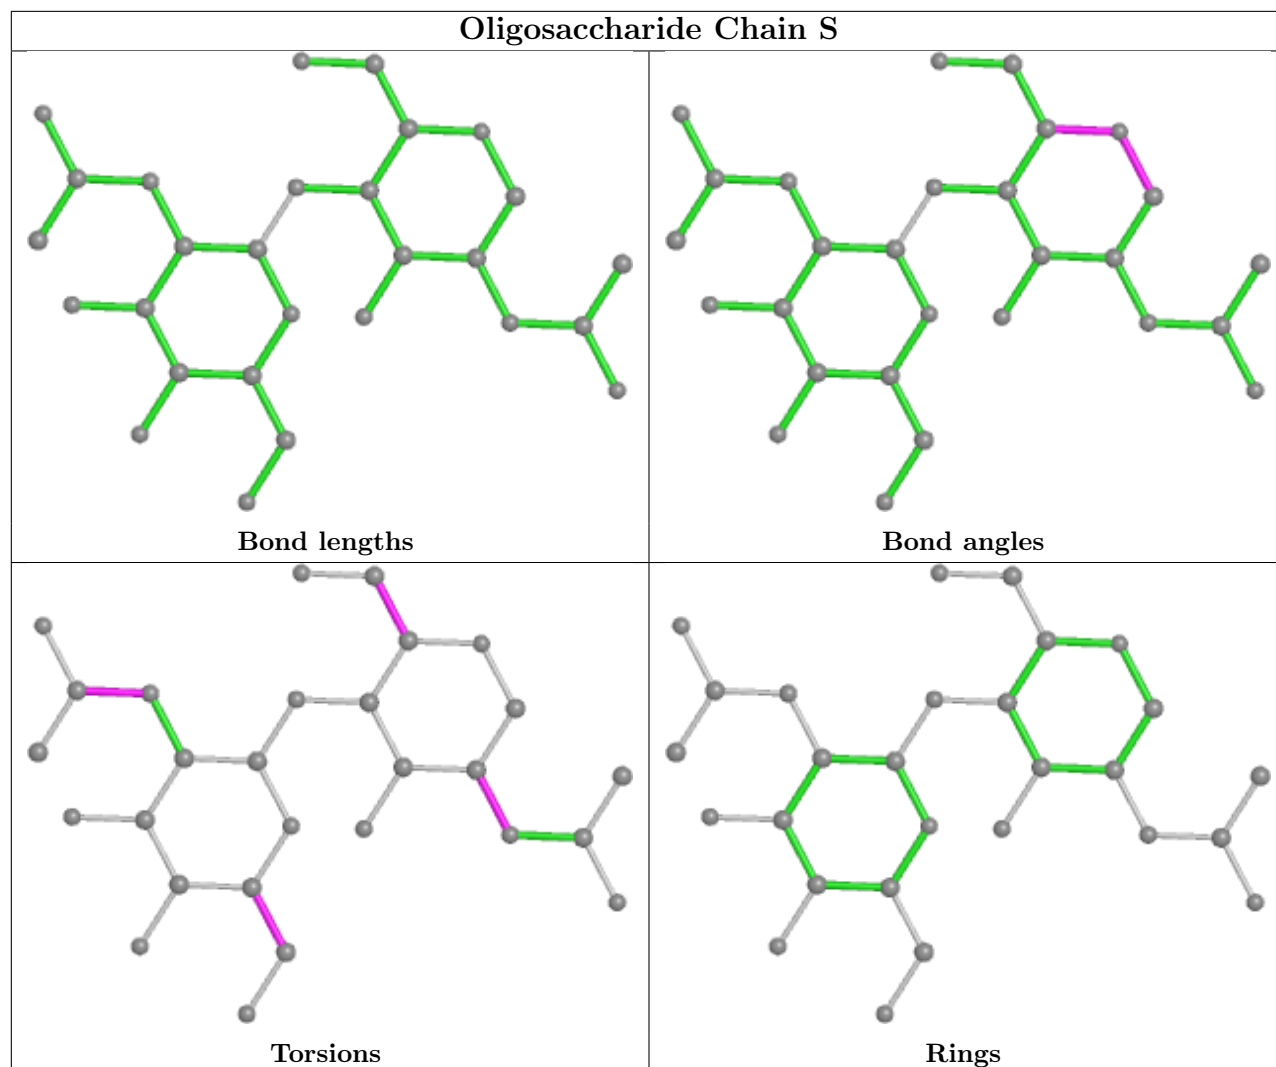 Oligosaccharide Chain S
Bond lengths
Bond angles
Torsions
Rings